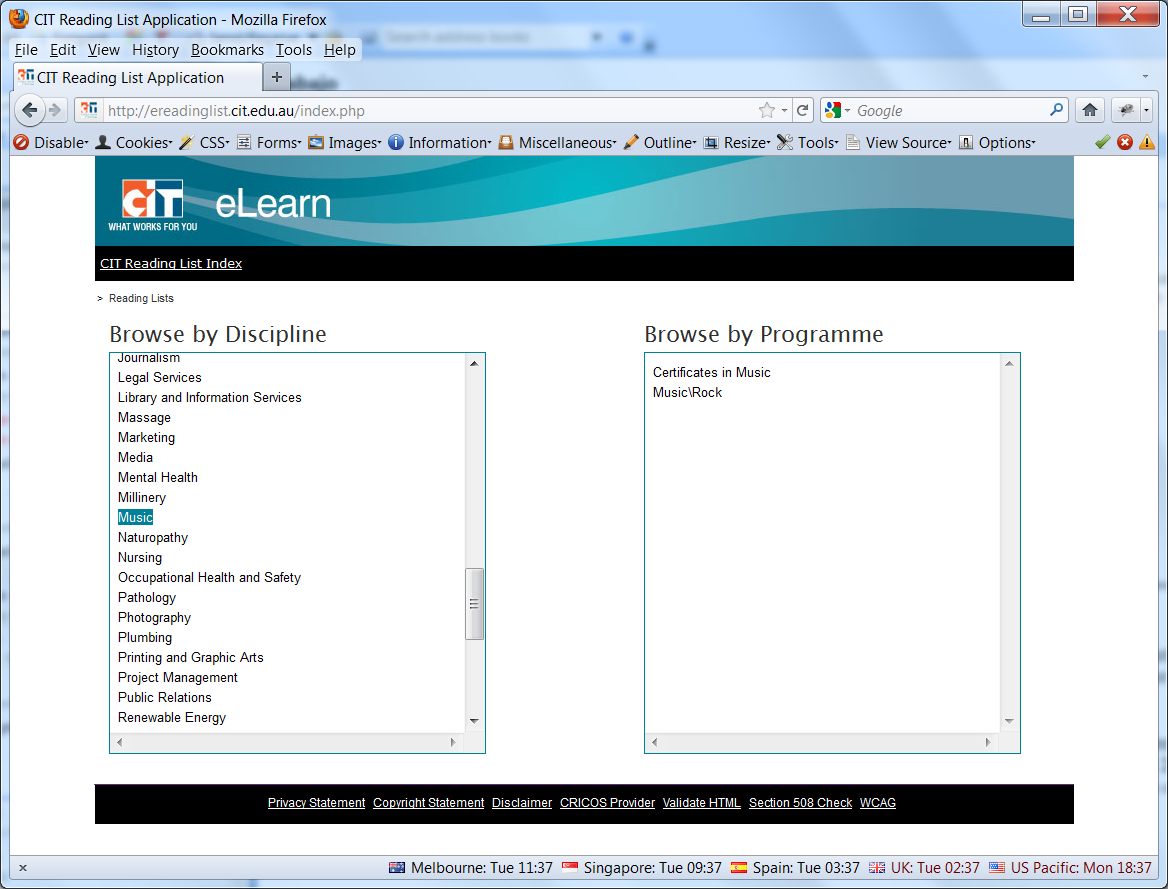 CIT Reading List Application - Mozilla Firefox
Search address books
File Edit View History Bookmarks Tools Help
CIT Reading List Application
http://ereadinglist.cit.edu.au/index.php Google
Disable Cookies CSS Forms Images Information Miscellaneous Outline Resize Tools View Source Options
CiT eLearn
WHAT WORKS FOR YOU
CIT Reading List Index
> Reading Lists
Browse by Discipline
Journalism
Legal Services
Library and Information Services
Massage
Marketing
Media
Mental Health
Millinery
Music
Naturopathy
Nursing
Occupational Health and Safety
Pathology
Photography
Plumbing
Printing and Graphic Arts
Project Management
Public Relations
Renewable Energy
Browse by Programme
Certificates in Music
Music\Rock
Privacy Statement Copyright Statement Disclaimer CRICOS Provider Validate HTML Section 508 Check WCAG
Melbourne: Tue 11:37 Singapore: Tue 09:37 Spain: Tue 03:37 UK: Tue 02:37 US Pacific: Mon 18:37